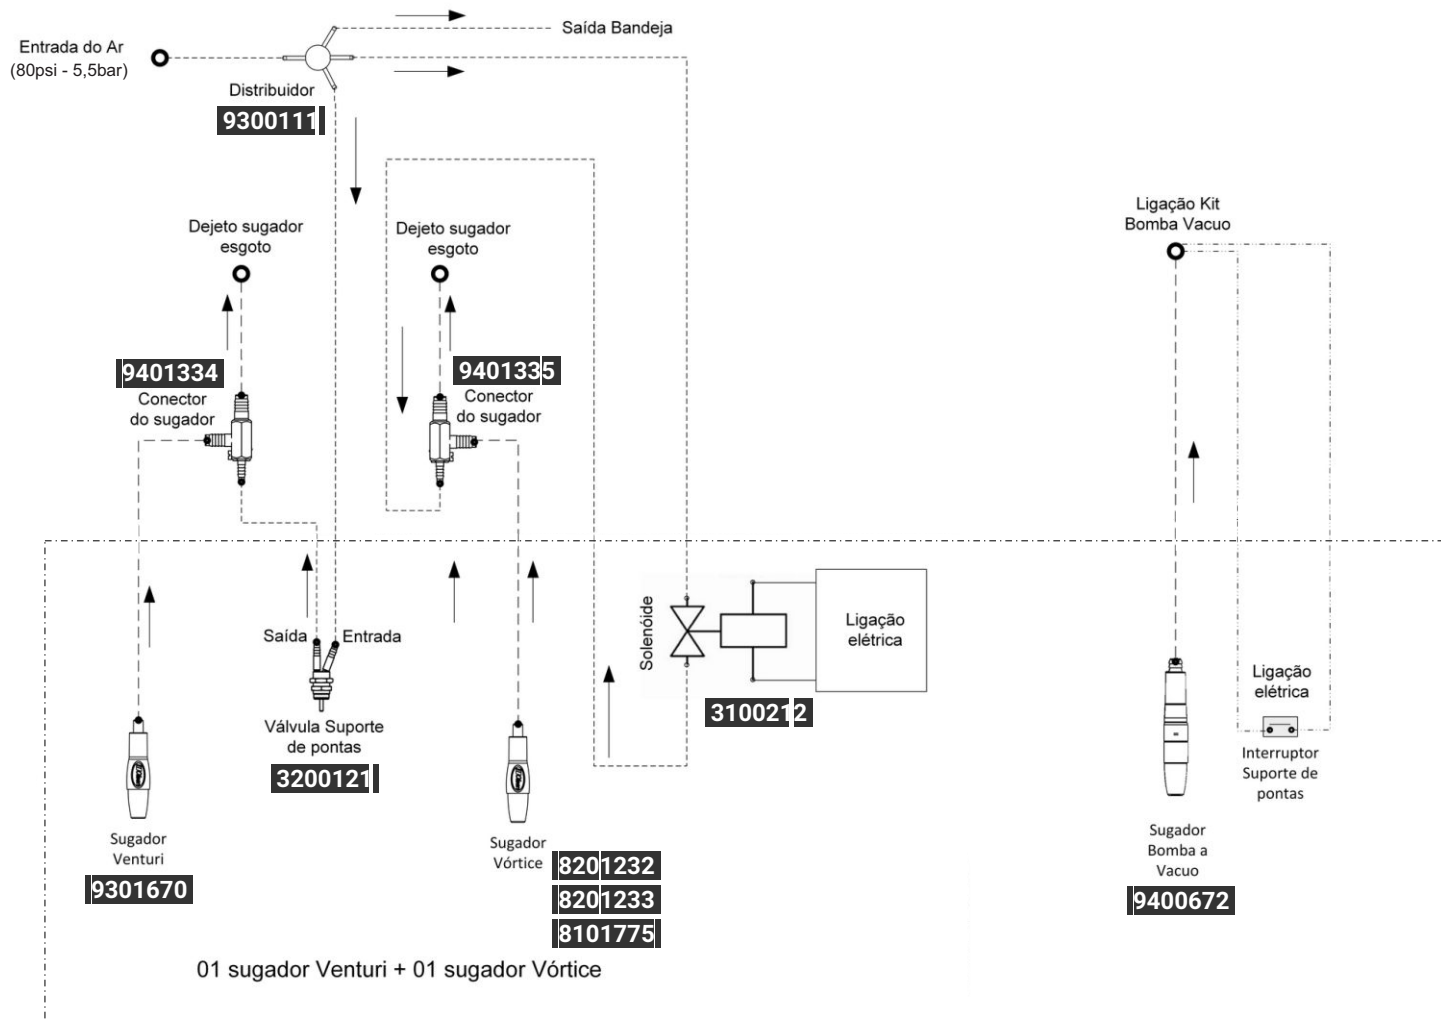 Saída Bandeja
Entrada do Ar
(80psi - 5,5bar)
Distribuidor
9300111
Dejeto sugador
esgoto
Dejeto sugador
esgoto
Ligação Kit
Bomba Vacuo
9401334
Conector
do sugador
9401335
Conector
do sugador
Saída
Entrada
Válvula Suporte
de pontas
3200121
Solenóide
Ligação
elétrica
3100212
Ligação
elétrica
Interruptor
Suporte de
pontas
Sugador
Venturi
9301670
Sugador
Vórtice
8201232
8201233
8101775
Sugador
Bomba a
Vacuo
9400672
01 sugador Venturi + 01 sugador Vórtice